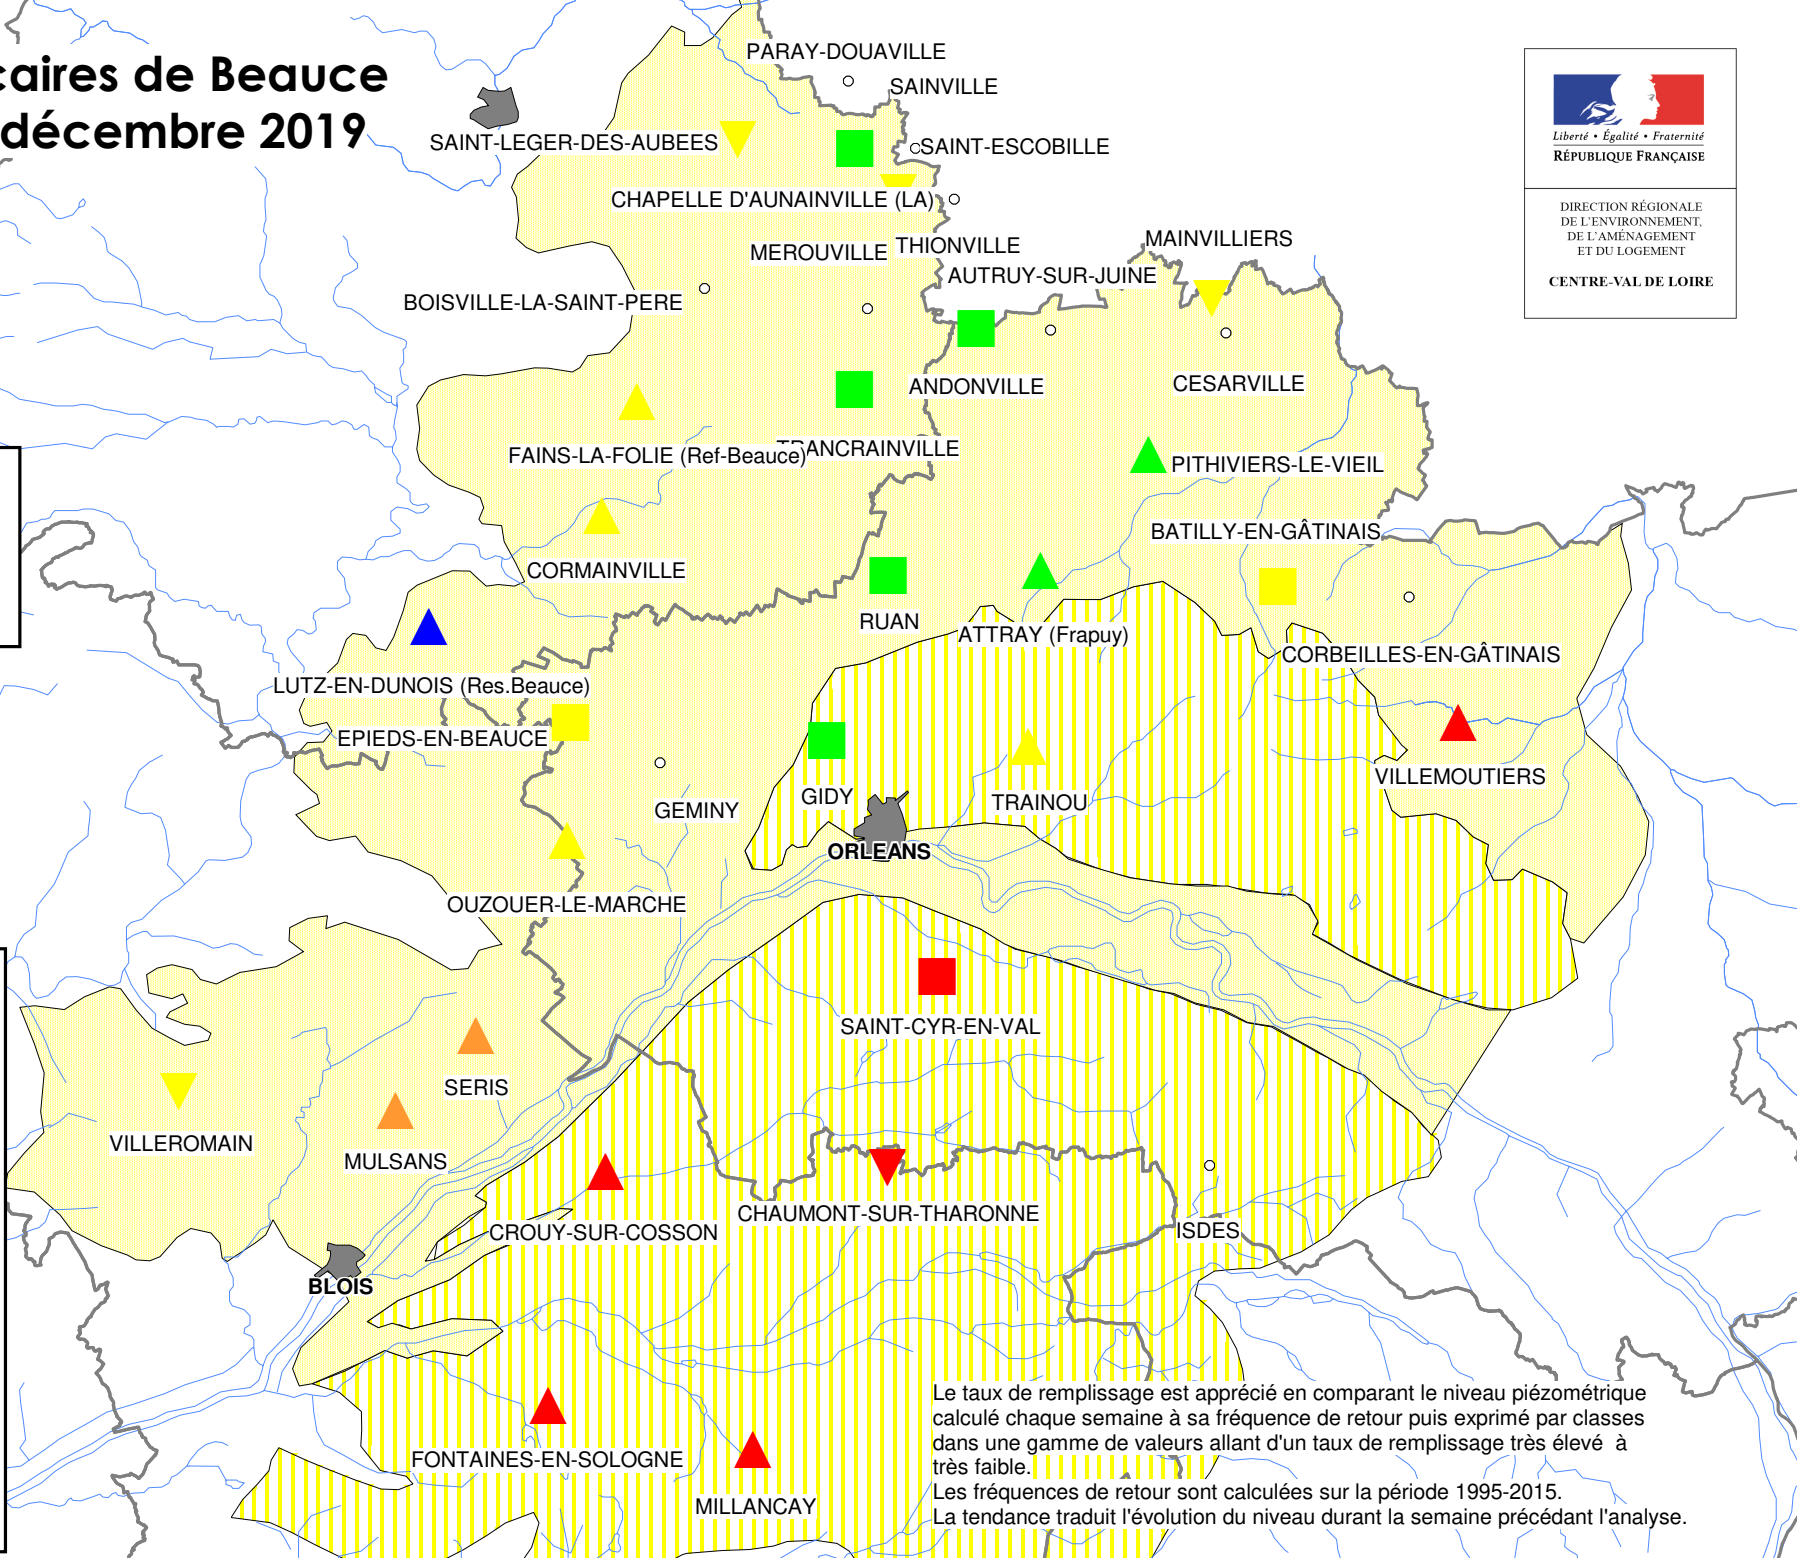 caires de Beauce
décembre 2019
PARAY-DOUAVILLE
SAINVILLE
SAINT-LEGER-DES-AUBEES
SAINT-ESCOBILLE
CHAPELLE D'AUNAINVILLE (LA)
MEROUVILLE
THIONVILLE
MAINVILLIERS
AUTRUY-SUR-JUINE
BOISVILLE-LA-SAINT-PERE
ANDONVILLE
CESARVILLE
FAINS-LA-FOLIE (Ref-Beauce)
TRANCRAINVILLE
PITHIVIERS-LE-VIEIL
BATILLY-EN-GÂTINAIS
CORMAINVILLE
RUAN
ATTRAY (Frapuy)
CORBEILLES-EN-GÂTINAIS
LUTZ-EN-DUNOIS (Res.Beauce)
EPIEDS-EN-BEAUCE
VILLEMOUTIERS
GEMINY
GIDY
TRAINOU
ORLEANS
OUZOUER-LE-MARCHE
SAINT-CYR-EN-VAL
SERIS
VILLEROMAIN
MULSANS
CROUY-SUR-COSSON
CHAUMONT-SUR-THARONNE
ISDES
BLOIS
FONTAINES-EN-SOLOGNE
MILLANCAY
Liberté • Égalité • Fraternité
RÉPUBLIQUE FRANÇAISE
DIRECTION RÉGIONALE
DE L'ENVIRONNEMENT,
DE L'AMÉNAGEMENT
ET DU LOGEMENT
CENTRE-VAL DE LOIRE
Le taux de remplissage est apprécié en comparant le niveau piézométrique
calculé chaque semaine à sa fréquence de retour puis exprimé par classes
dans une gamme de valeurs allant d'un taux de remplissage très élevé à
très faible.
Les fréquences de retour sont calculées sur la période 1995-2015.
La tendance traduit l'évolution du niveau durant la semaine précédant l'analyse.